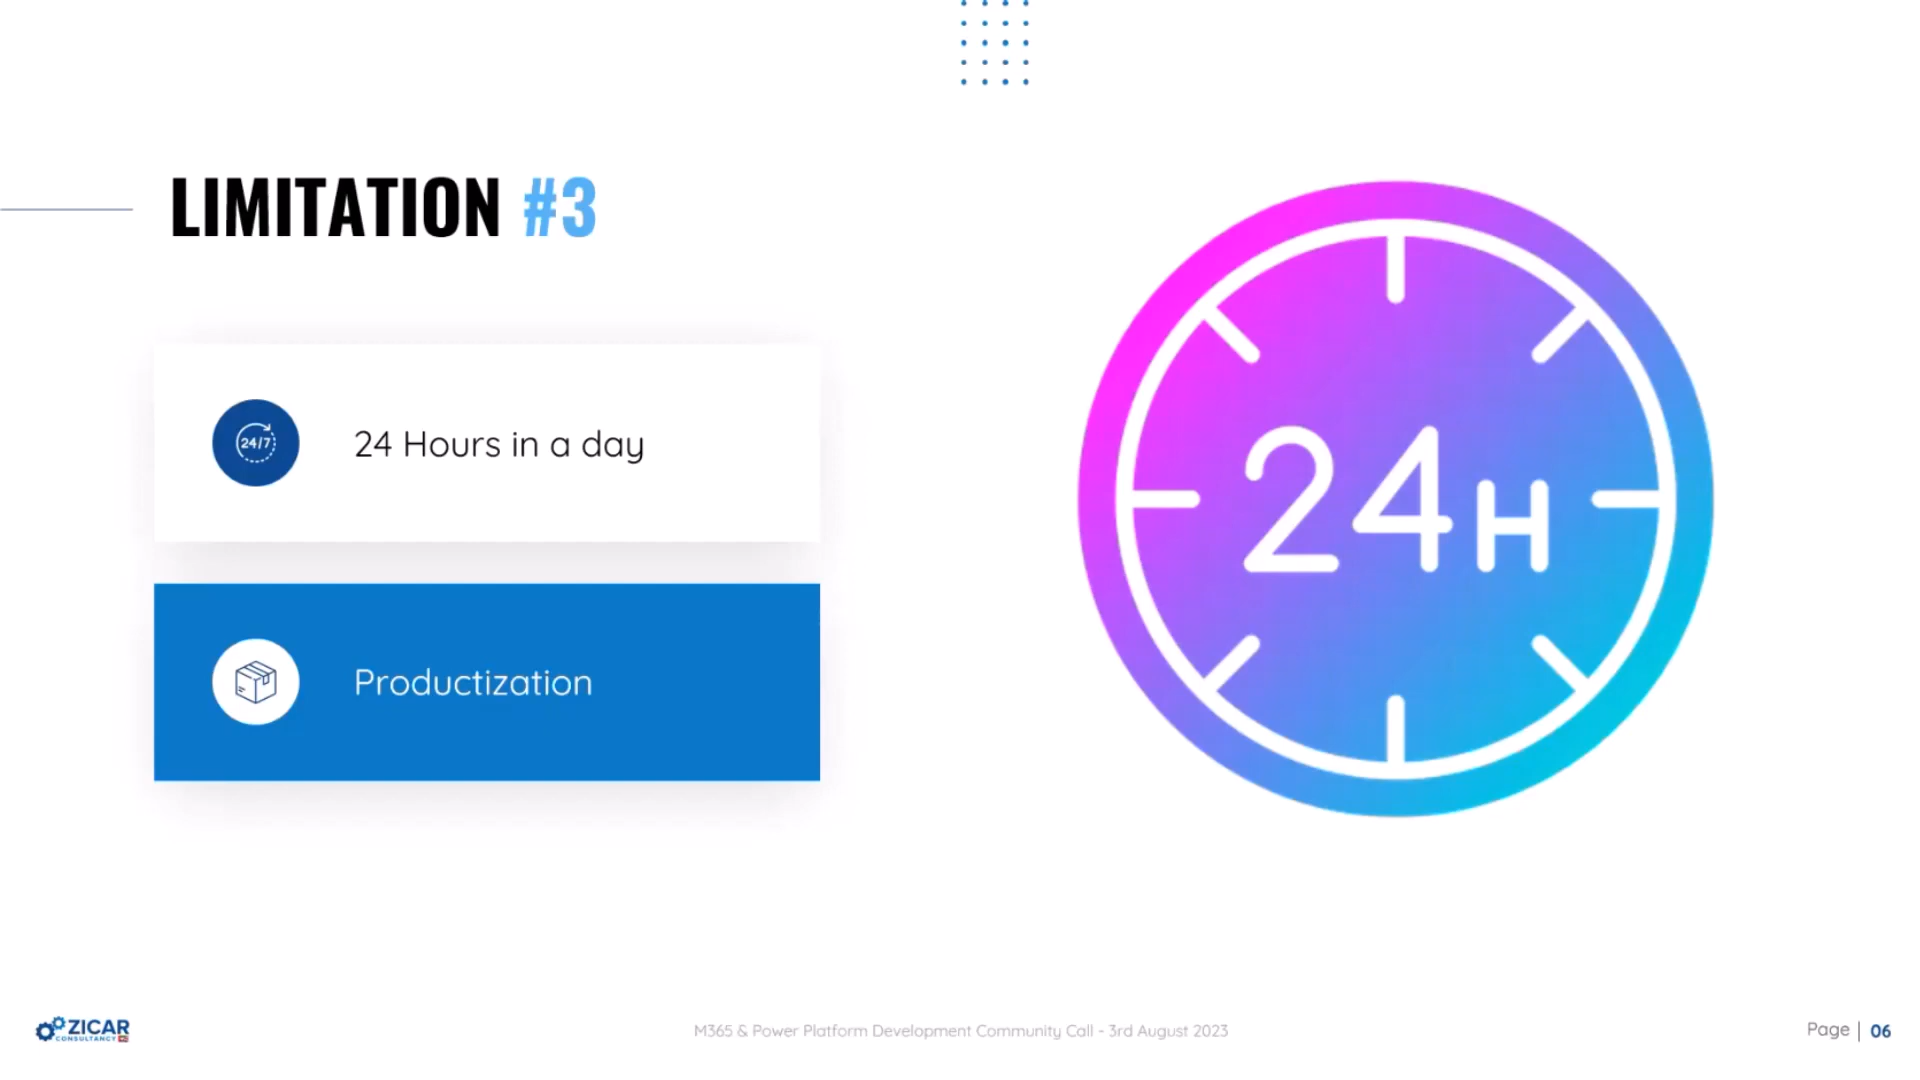 LIMITATION #3
24/7
24 Hours in a day
Productization
24H
ZICAR
CONSULTANCY
M365 & Power Platform Development Community Call - 3rd August 2023
Page | 06